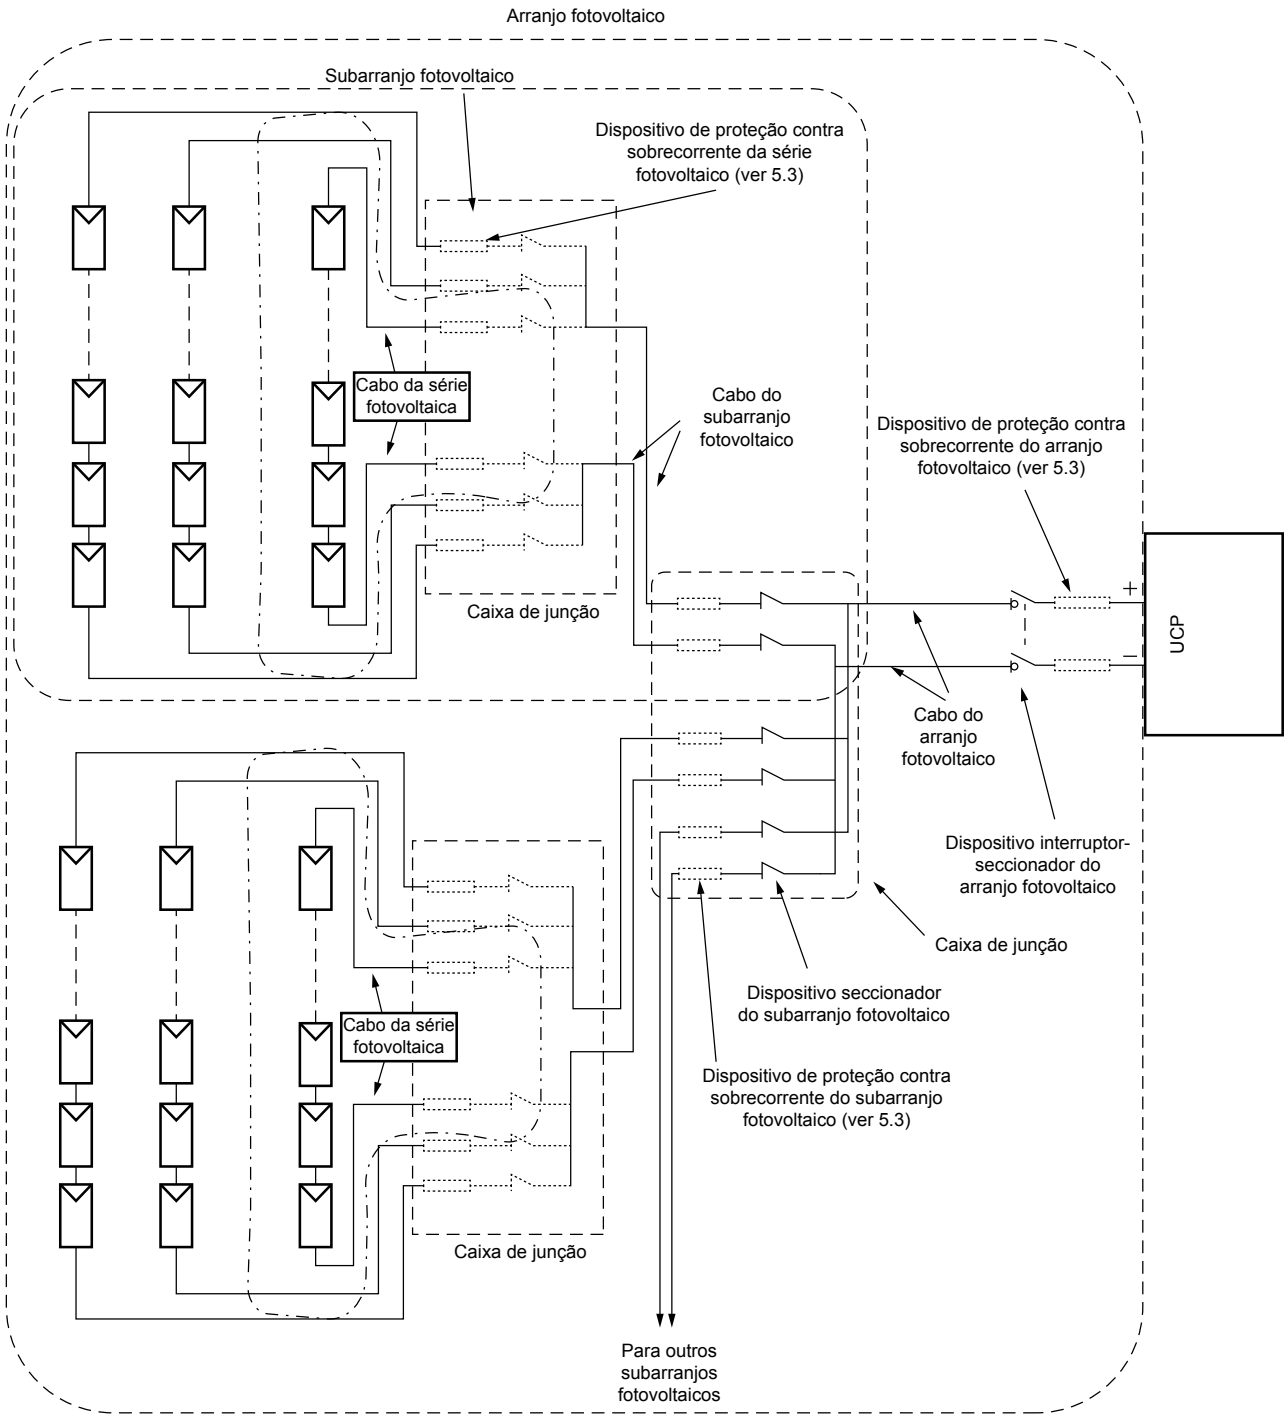 Arranjo fotovoltaico
Subarranjo fotovoltaico
Dispositivo de proteção contra
sobrecorrente da série
fotovoltaico (ver 5.3)
Cabo da série
fotovoltaica
Cabo do
subarranjo
fotovoltaico
Dispositivo de proteção contra
sobrecorrente do arranjo
fotovoltaico (ver 5.3)
Caixa de junção
+
−
UCP
Cabo do
arranjo
fotovoltaico
Dispositivo interruptor-
seccionador do
arranjo fotovoltaico
Caixa de junção
Dispositivo seccionador
do subarranjo fotovoltaico
Cabo da série
fotovoltaica
Dispositivo de proteção contra
sobrecorrente do subarranjo
fotovoltaico (ver 5.3)
Caixa de junção
Para outros
subarranjos
fotovoltaicos